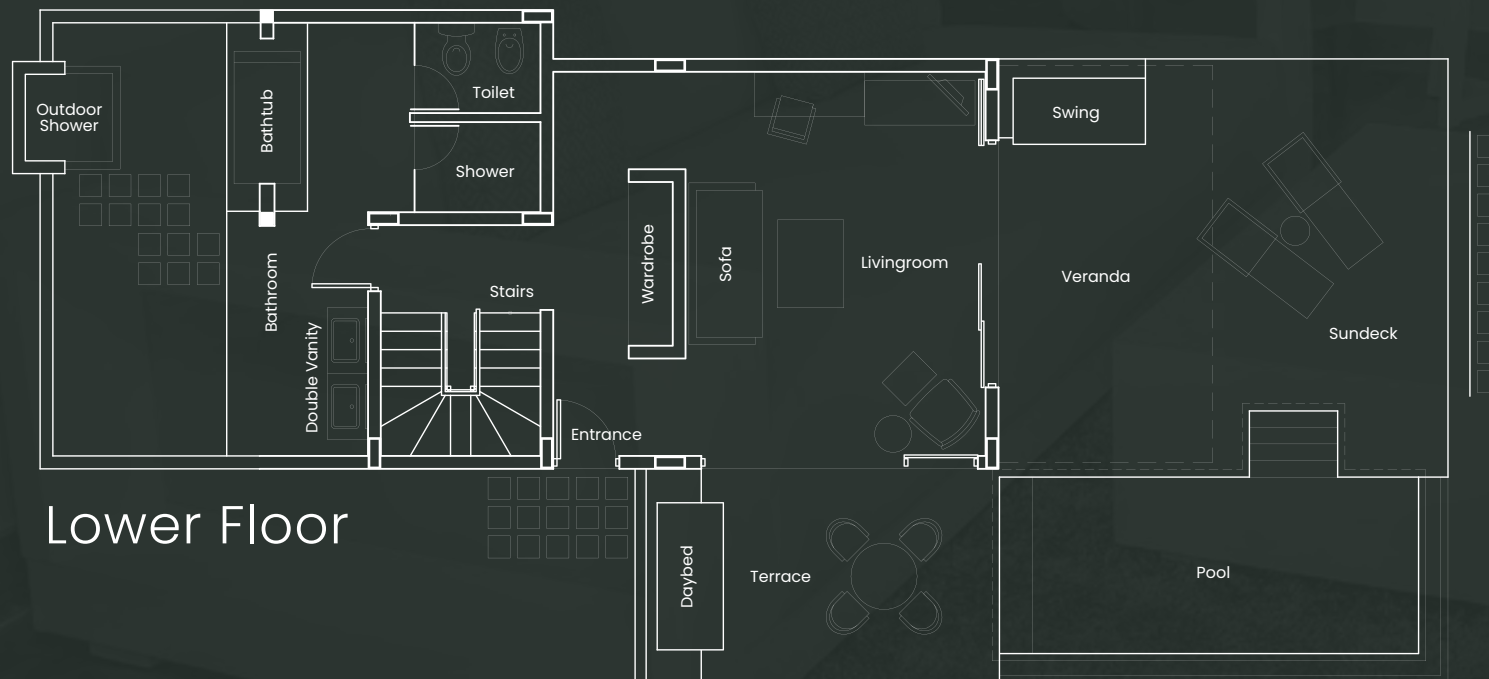 Toilet
Outdoor
Shower
Bathtub
Swing
Shower
Wardrobe
Sofa
Livingroom
Veranda
Bathroom
Stairs
Sundeck
Double Vanity
Entrance
Lower Floor
Daybed
Terrace
Pool